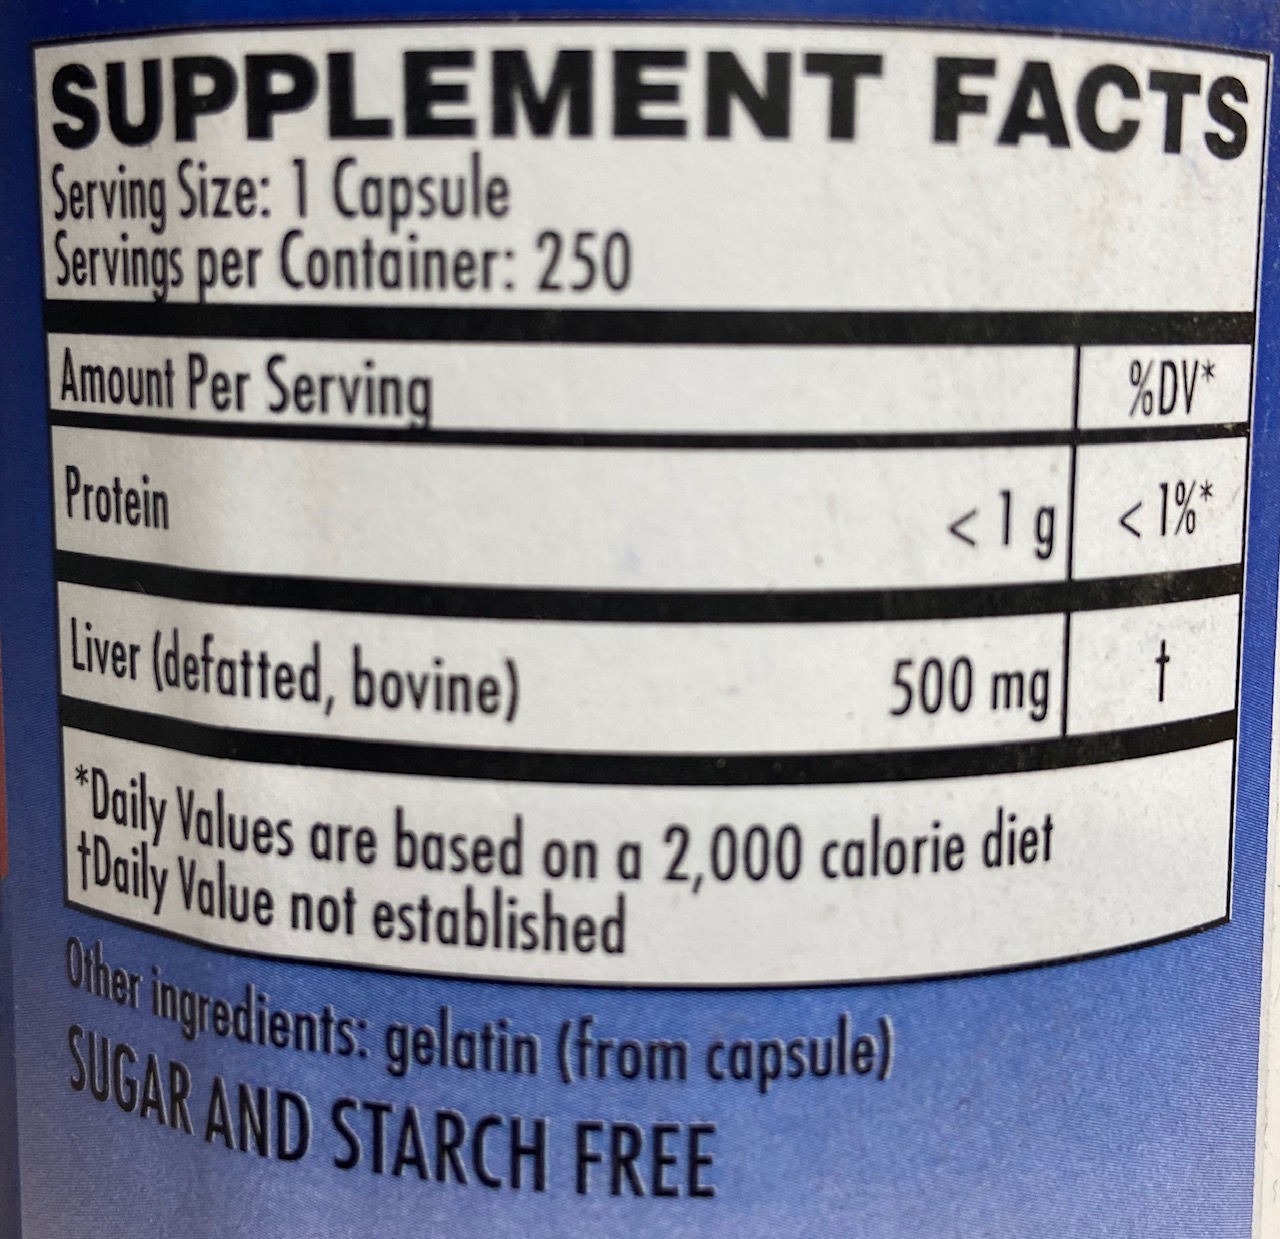 SUPPLEMENT FACTS
Serving Size: 1 Capsule
Servings per Container: 250
Amount Per Serving %DV*
Protein < 1 g < 1%*
Liver (defatted, bovine) 500 mg †
*Daily Values are based on a 2,000 calorie diet
†Daily Value not established
Other ingredients: gelatin (from capsule)
SUGAR AND STARCH FREE